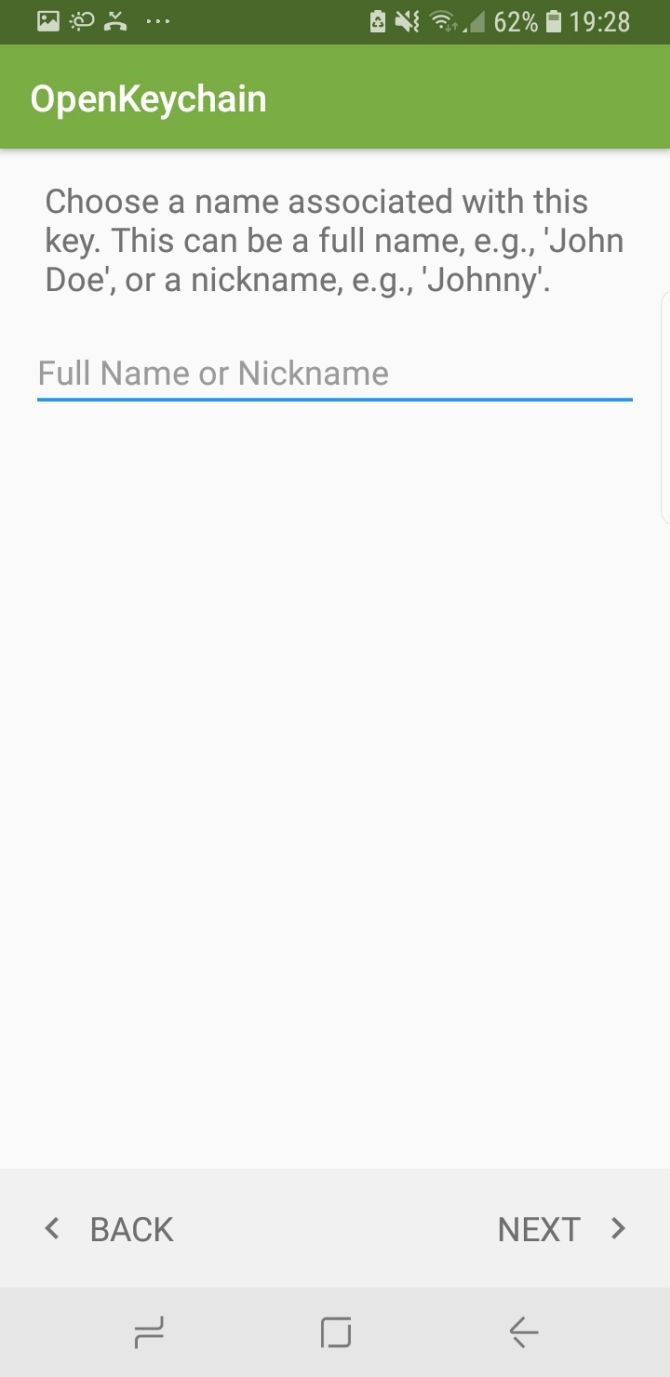 62% 19:28
OpenKeychain
Choose a name associated with this
key. This can be a full name, e.g., 'John
Doe', or a nickname, e.g., 'Johnny'.
Full Name or Nickname
BACK NEXT